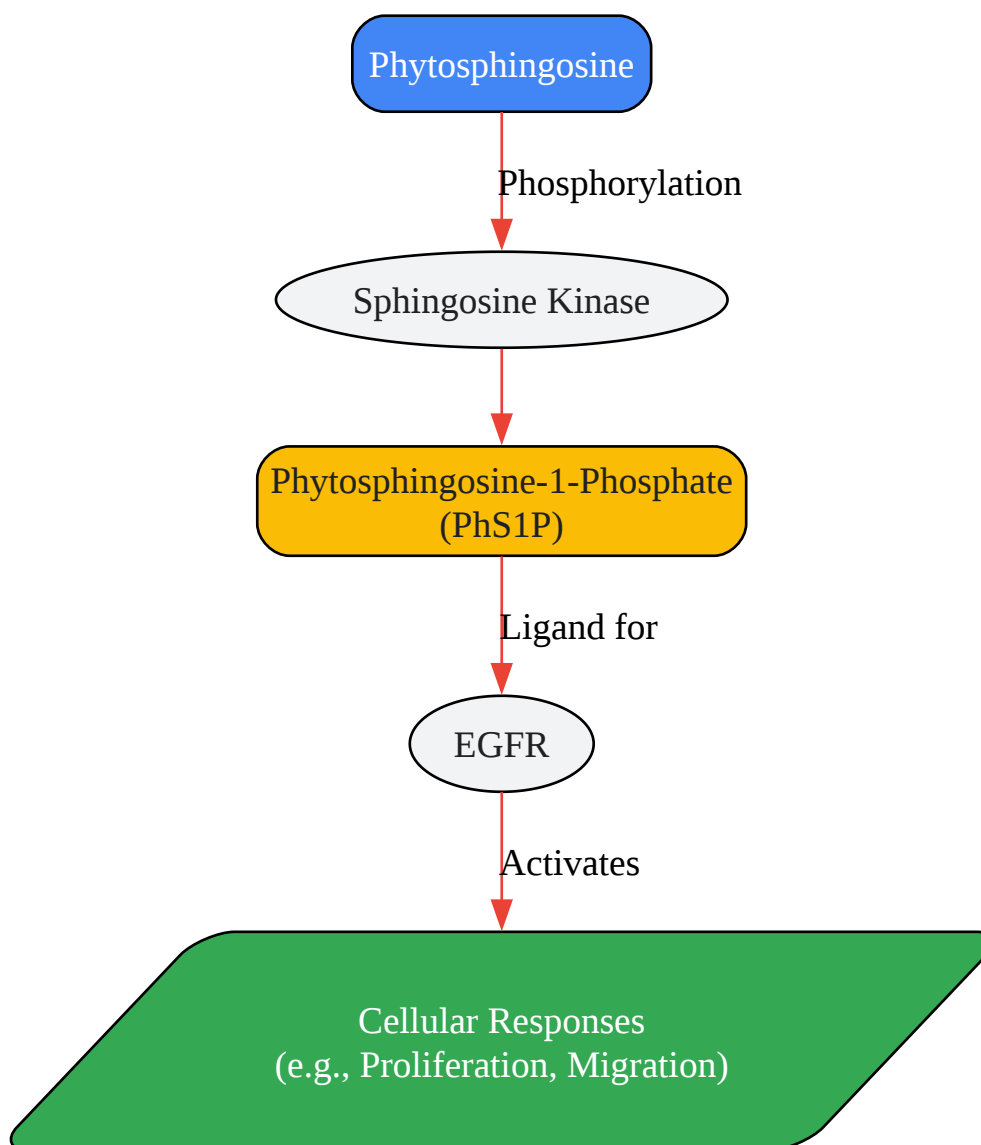 Phytosphingosine
Phosphorylation
Sphingosine Kinase
Phytosphingosine-1-Phosphate
(PhS1P)
Ligand for
EGFR
Activates
Cellular Responses
(e.g., Proliferation, Migration)